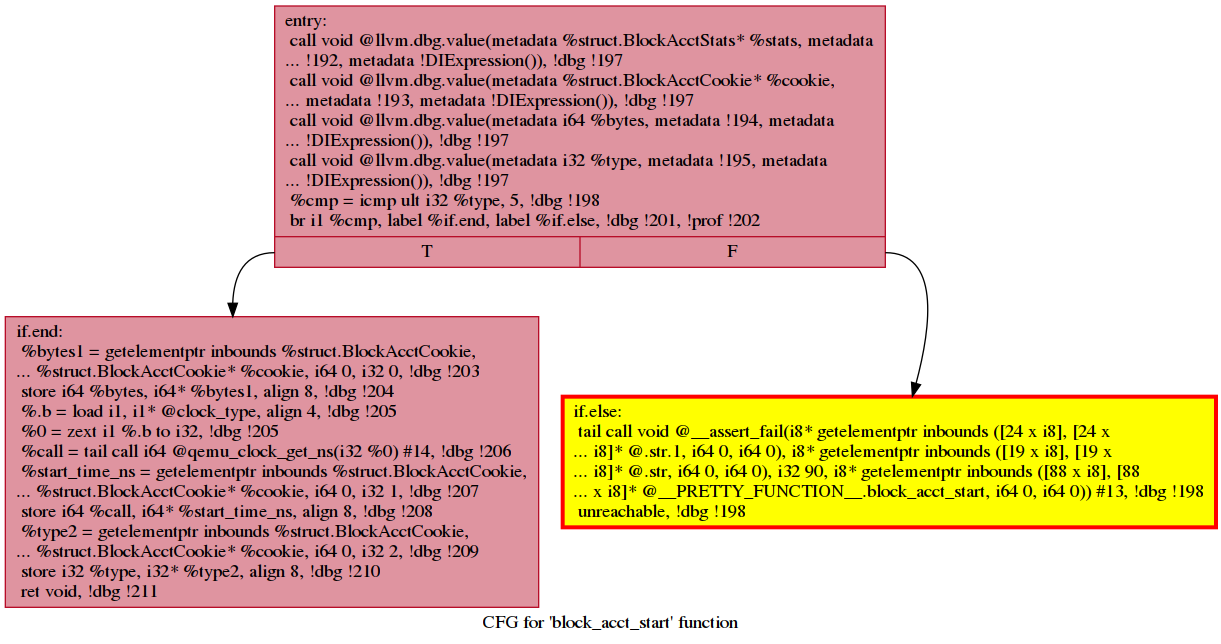 entry:
call void @llvm.dbg.value(metadata %struct.BlockAcctStats* %stats, metadata
... !192, metadata !DIExpression()), !dbg !197
call void @llvm.dbg.value(metadata %struct.BlockAcctCookie* %cookie,
... metadata !193, metadata !DIExpression()), !dbg !197
call void @llvm.dbg.value(metadata i64 %bytes, metadata !194, metadata
... !DIExpression()), !dbg !197
call void @llvm.dbg.value(metadata i32 %type, metadata !195, metadata
... !DIExpression()), !dbg !197
%cmp = icmp ult i32 %type, 5, !dbg !198
br i1 %cmp, label %if.end, label %if.else, !dbg !201, !prof !202
T
F
if.end:
%bytes1 = getelementptr inbounds %struct.BlockAcctCookie,
... %struct.BlockAcctCookie* %cookie, i64 0, i32 0, !dbg !203
store i64 %bytes, i64* %bytes1, align 8, !dbg !204
%.b = load i1, i1* @clock_type, align 4, !dbg !205
%0 = zext i1 %.b to i32, !dbg !205
%call = tail call i64 @qemu_clock_get_ns(i32 %0) #14, !dbg !206
%start_time_ns = getelementptr inbounds %struct.BlockAcctCookie,
... %struct.BlockAcctCookie* %cookie, i64 0, i32 1, !dbg !207
store i64 %call, i64* %start_time_ns, align 8, !dbg !208
%type2 = getelementptr inbounds %struct.BlockAcctCookie,
... %struct.BlockAcctCookie* %cookie, i64 0, i32 2, !dbg !209
store i32 %type, i32* %type2, align 8, !dbg !210
ret void, !dbg !211
if.else:
tail call void @__assert_fail(i8* getelementptr inbounds ([24 x i8], [24 x
... i8]* @.str.1, i64 0, i64 0), i8* getelementptr inbounds ([19 x i8], [19 x
... i8]* @.str, i64 0, i64 0), i32 90, i8* getelementptr inbounds ([88 x i8], [88
... x i8]* @__PRETTY_FUNCTION__.block_acct_start, i64 0, i64 0)) #13, !dbg !198
unreachable, !dbg !198
CFG for 'block_acct_start' function